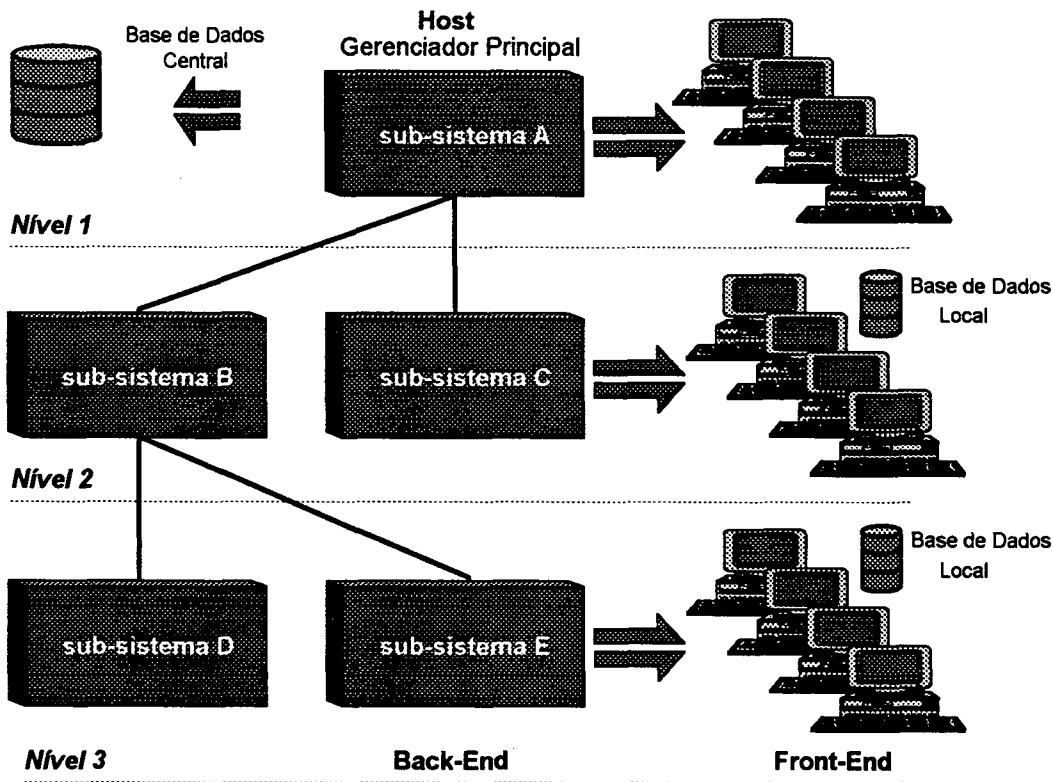 Base de Dados
Central
Host
Gerenciador Principal
sub-sistema A
Nível 1
sub-sistema B
sub-sistema C
Base de Dados
Local
Nível 2
sub-sistema D
sub-sistema E
Base de Dados
Local
Nível 3
Back-End
Front-End